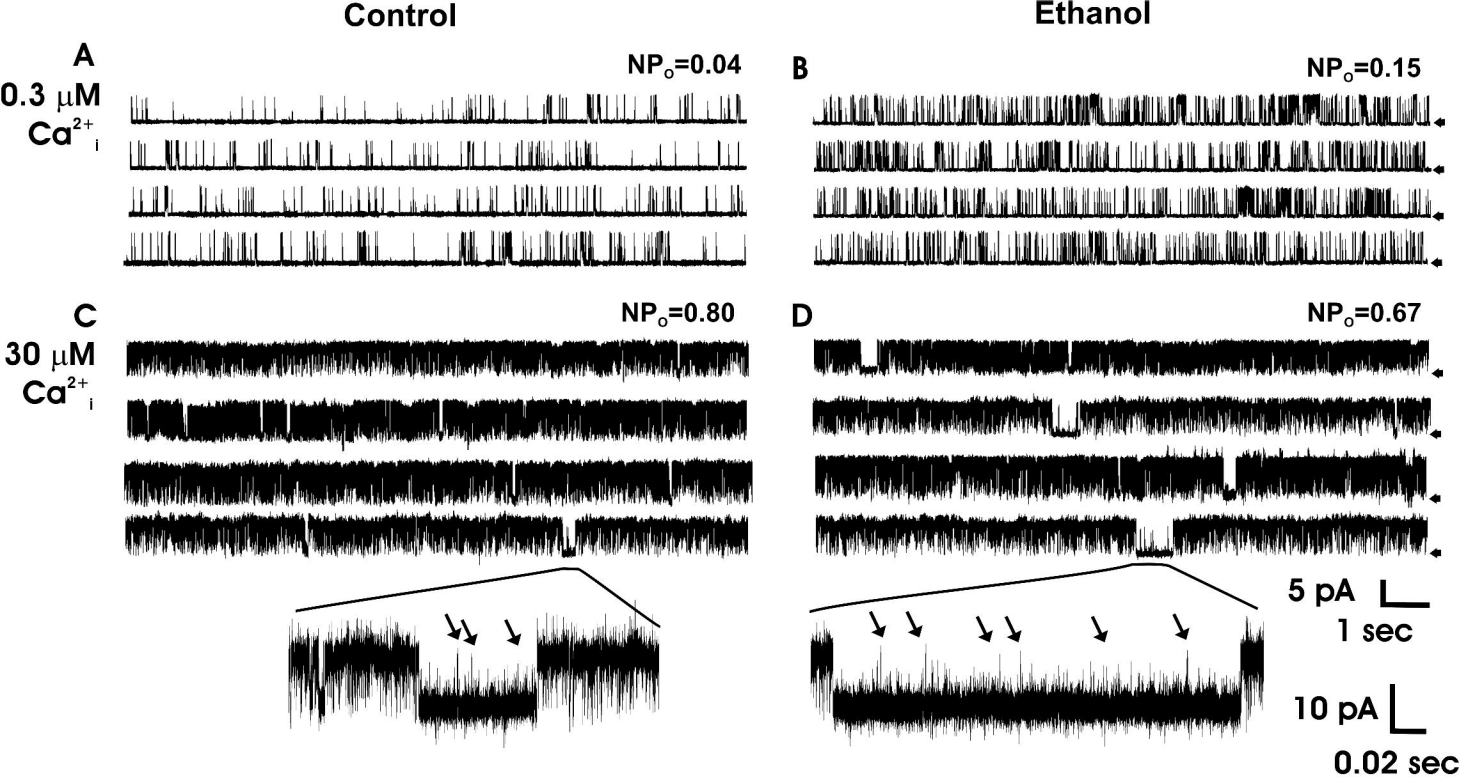 Control
Ethanol
A
NPO=0.04
B
NPO=0.15
0.3 μM
Ca2+i
C
NPO=0.80
D
NPO=0.67
30 μM
Ca2+i
5 pA
1 sec
10 pA
0.02 sec